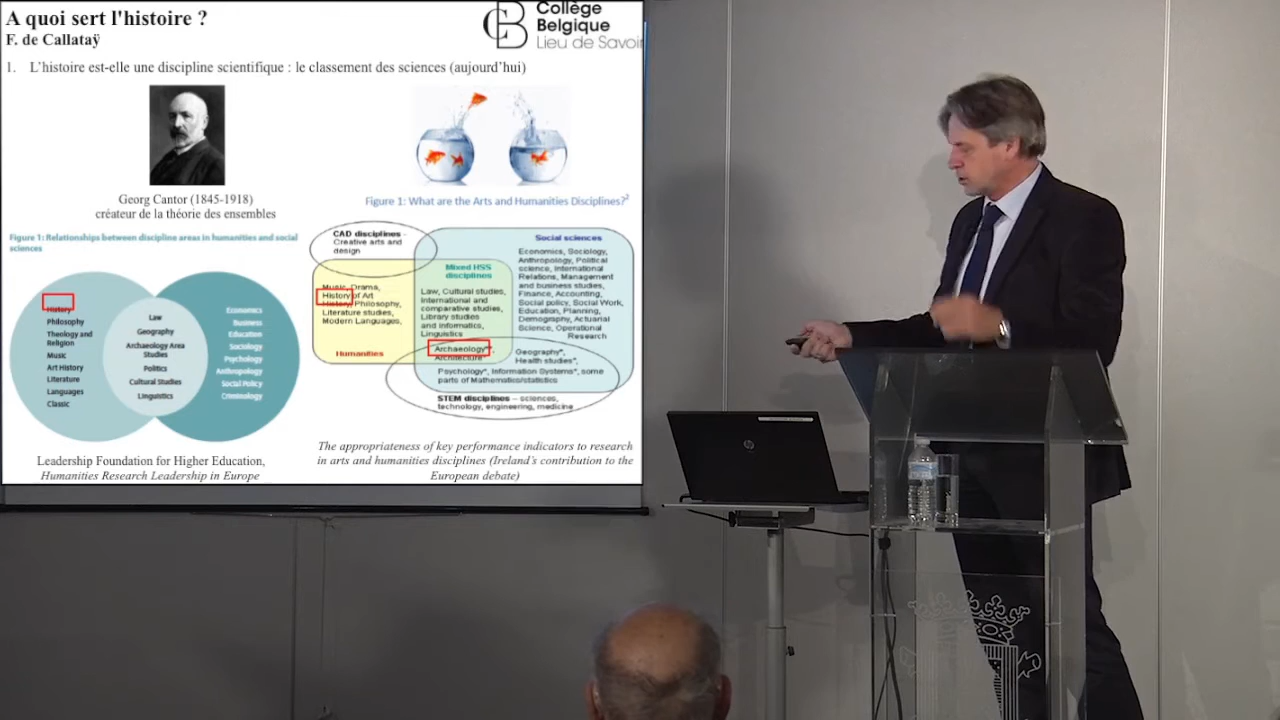 A quoi sert l'histoire ?
F. de Callataÿ
Collège
Belgique
Lieu de Savoir
1. L'histoire est-elle une discipline scientifique : le classement des sciences (aujourd'hui)
Georg Cantor (1845-1918)
créateur de la théorie des ensembles
Figure 1: Relationships between discipline areas in humanities and social
sciences
History
Philosophy
Theology and
Religion
Music
Art History
Literature
Languages
Classic
Law
Geography
Archaeology Area
Studies
Politics
Cultural Studies
Linguistics
Economics
Business
Education
Sociology
Psychology
Anthropology
Social Policy
Criminology
Leadership Foundation for Higher Education,
Humanities Research Leadership in Europe
Figure 1: What are the Arts and Humanities Disciplines?²
CAD disciplines –
Creative arts and
design
Music, Drama,
History of Art
History, Philosophy,
Literature studies,
Modern Languages,
Humanities
Mixed HSS
disciplines
Law, Cultural studies,
International and
comparative studies,
Library studies
and Informatics,
Linguistics
Archaeology*,
Architecture*
Social sciences
Economics, Sociology,
Anthropology, Political
science, International
Relations, Management
and business studies,
Finance, Accounting,
Social policy, Social Work,
Education, Planning,
Demography, Actuarial
Science, Operational
Research
Geography*,
Health studies*,
Psychology*, Information Systems*, some
parts of Mathematics/statistics
STEM disciplines – sciences,
technology, engineering, medicine
The appropriateness of key performance indicators to research
in arts and humanities disciplines (Ireland's contribution to the
European debate)
hp